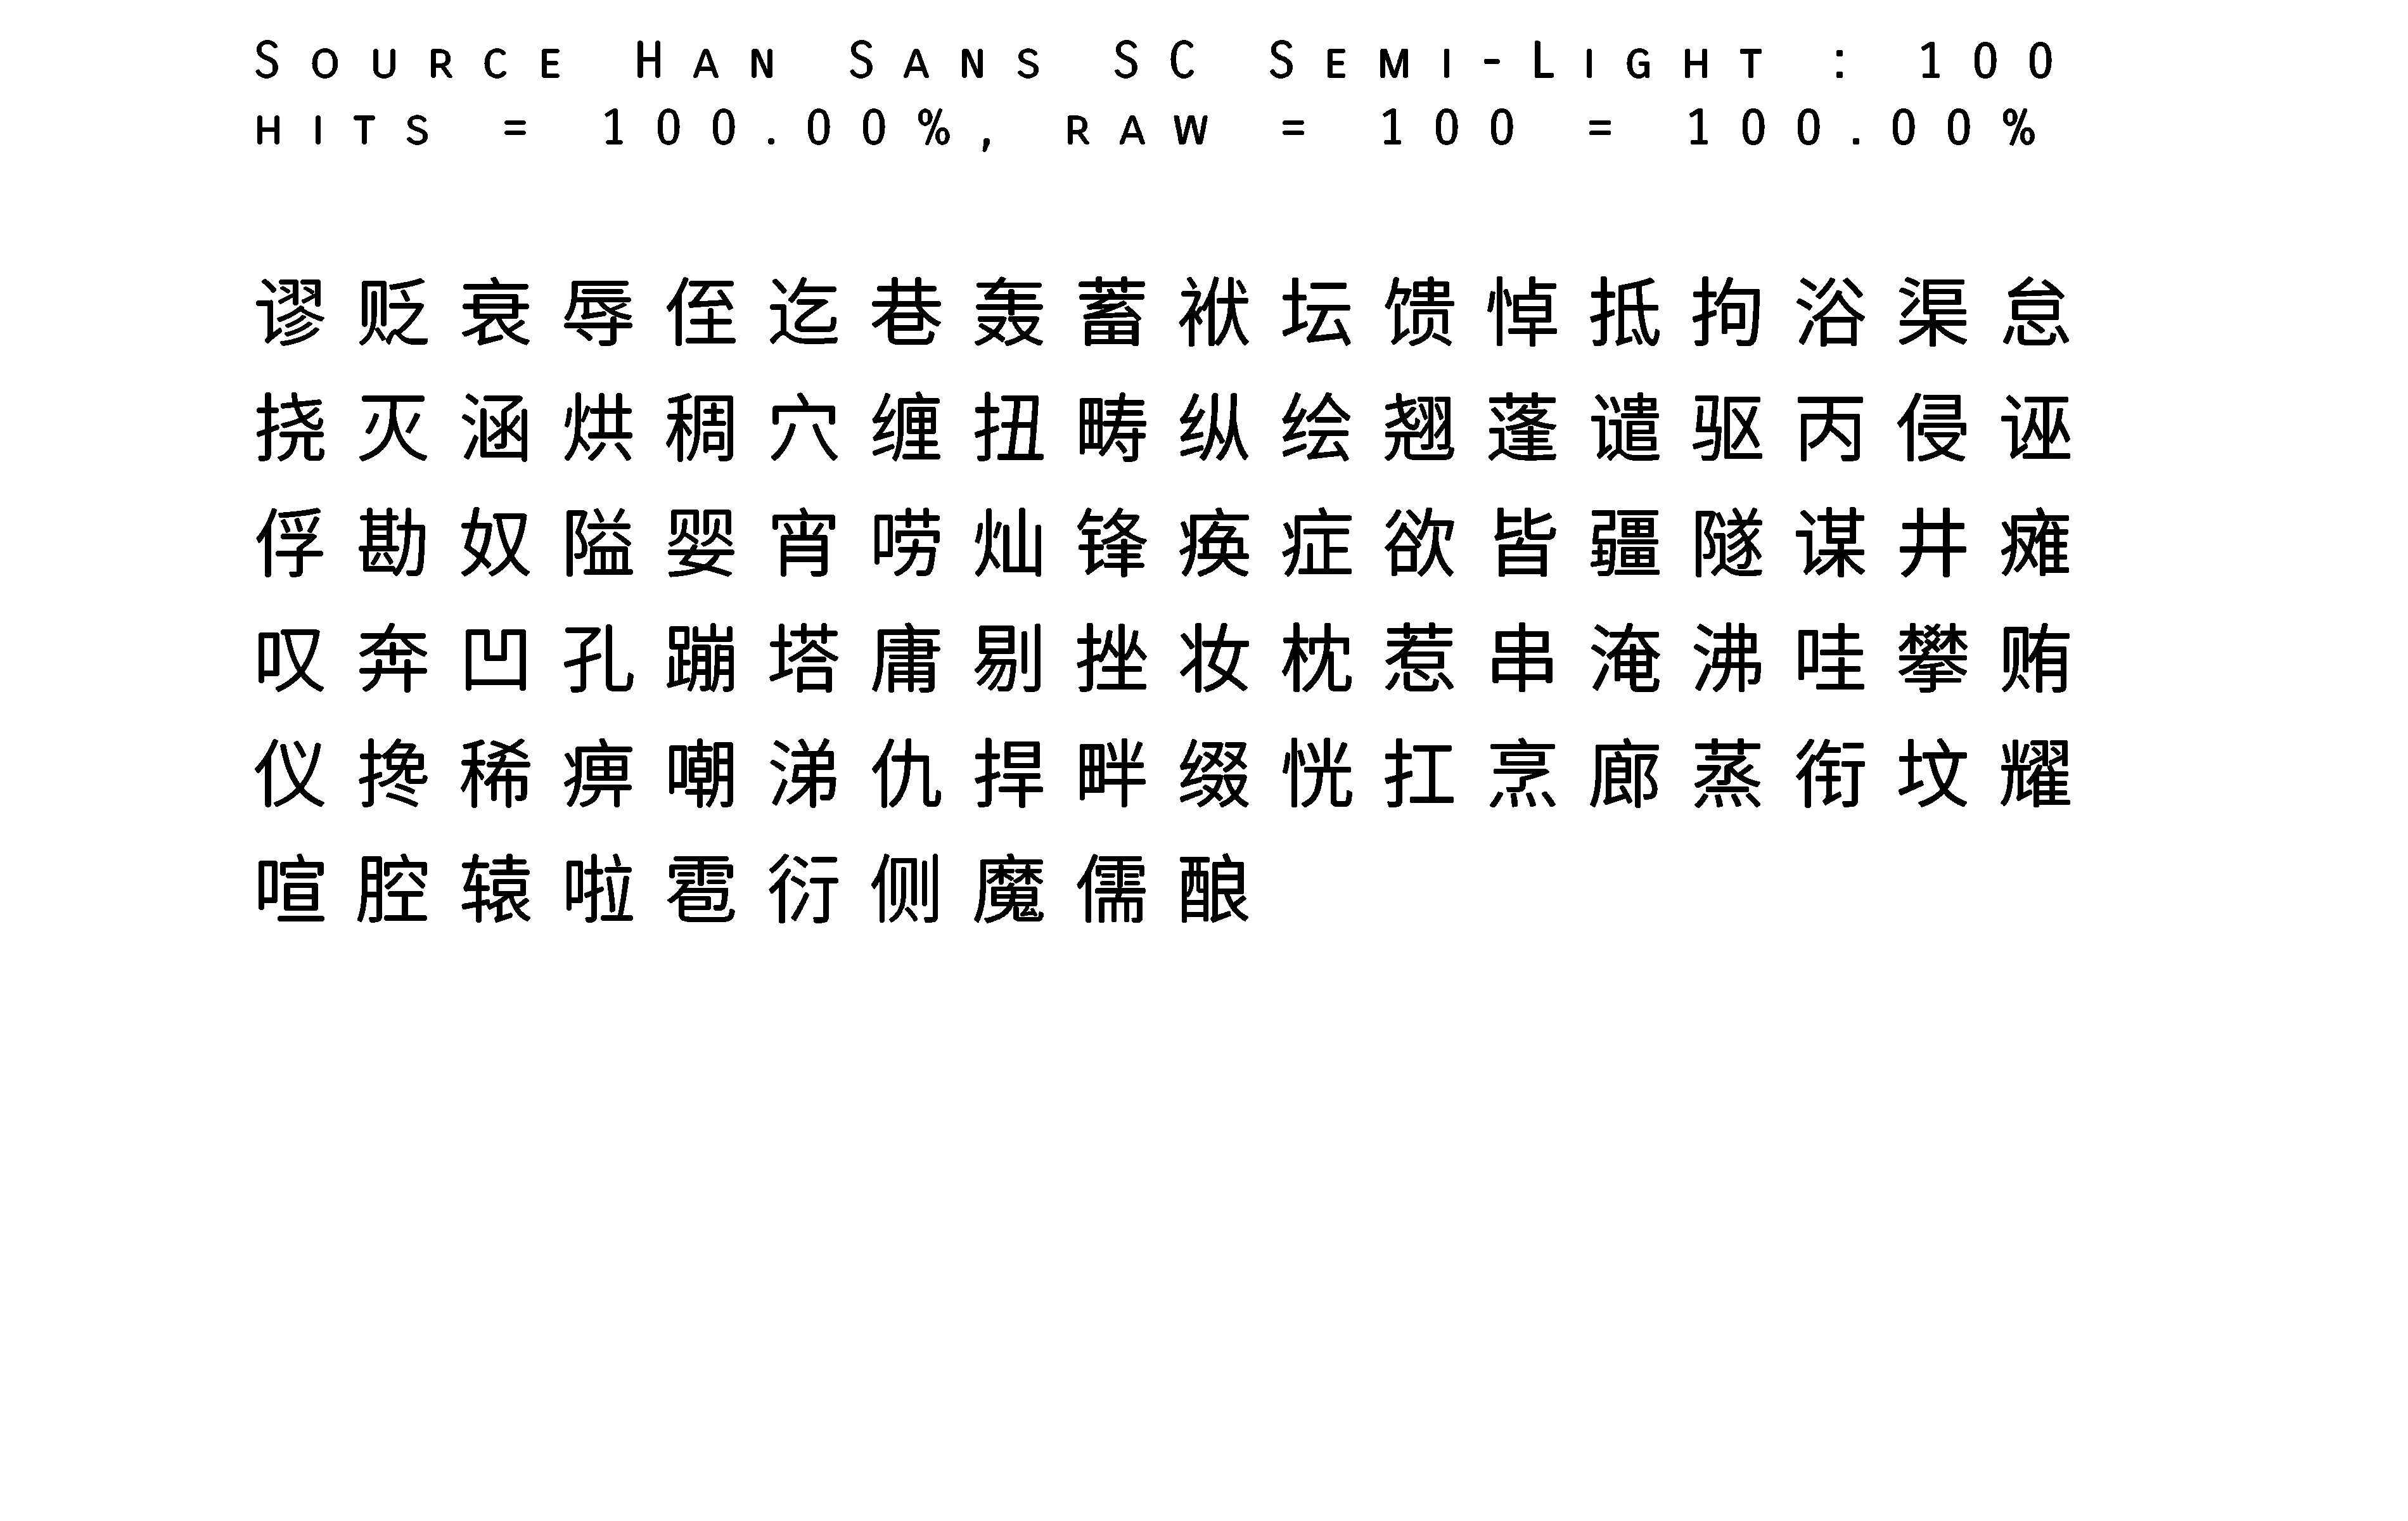 Source Han Sans SC Semi-Light : 100
hits = 100.00%, raw = 100 = 100.00%
谬贬衰辱侄迄巷轰蓄袱坛馈悼抵拘浴渠怠
挠灭涵烘稠穴缠扭畴纵绘翘蓬谴驱丙侵诬
俘勘奴隘婴宵唠灿锋痪症欲皆疆隧谋井瘫
叹奔凹孔蹦塔庸剔挫妆枕惹串淹沸哇攀贿
仪搀稀痹嘲涕仇捍畔缀恍扛烹廊蒸衔坟耀
喧腔辕啦雹衍侧魔儒酿